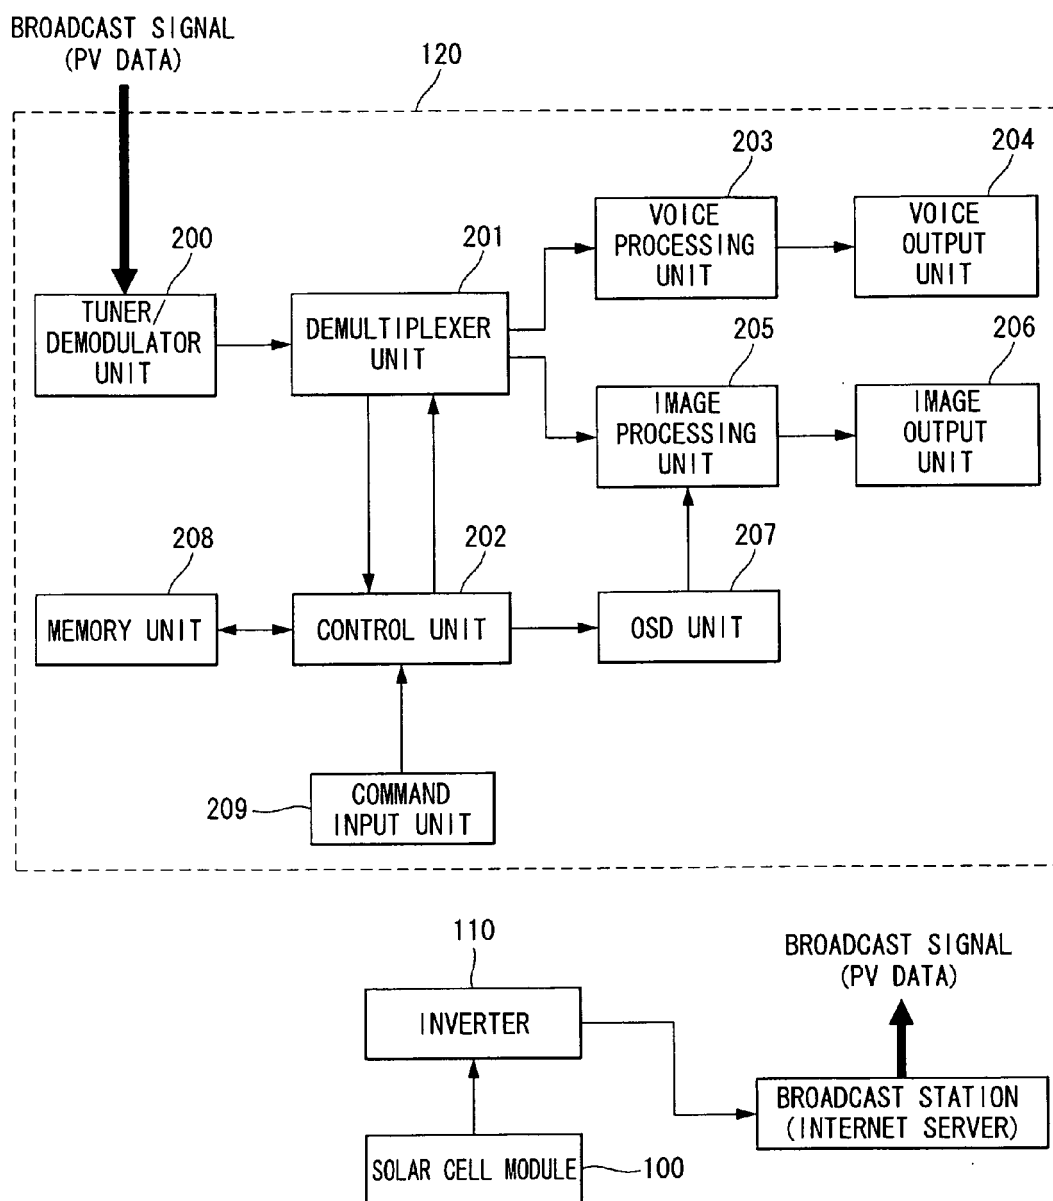 BROADCAST SIGNAL
(PV DATA)
120
203
204
VOICE
PROCESSING
UNIT
VOICE
OUTPUT
UNIT
200
201
TUNER
DEMODULATOR
UNIT
DEMULTIPLEXER
UNIT
205
206
IMAGE
PROCESSING
UNIT
IMAGE
OUTPUT
UNIT
208
202
207
MEMORY UNIT
CONTROL UNIT
OSD UNIT
209
COMMAND
INPUT UNIT
110
INVERTER
BROADCAST SIGNAL
(PV DATA)
BROADCAST STATION
(INTERNET SERVER)
SOLAR CELL MODULE
100